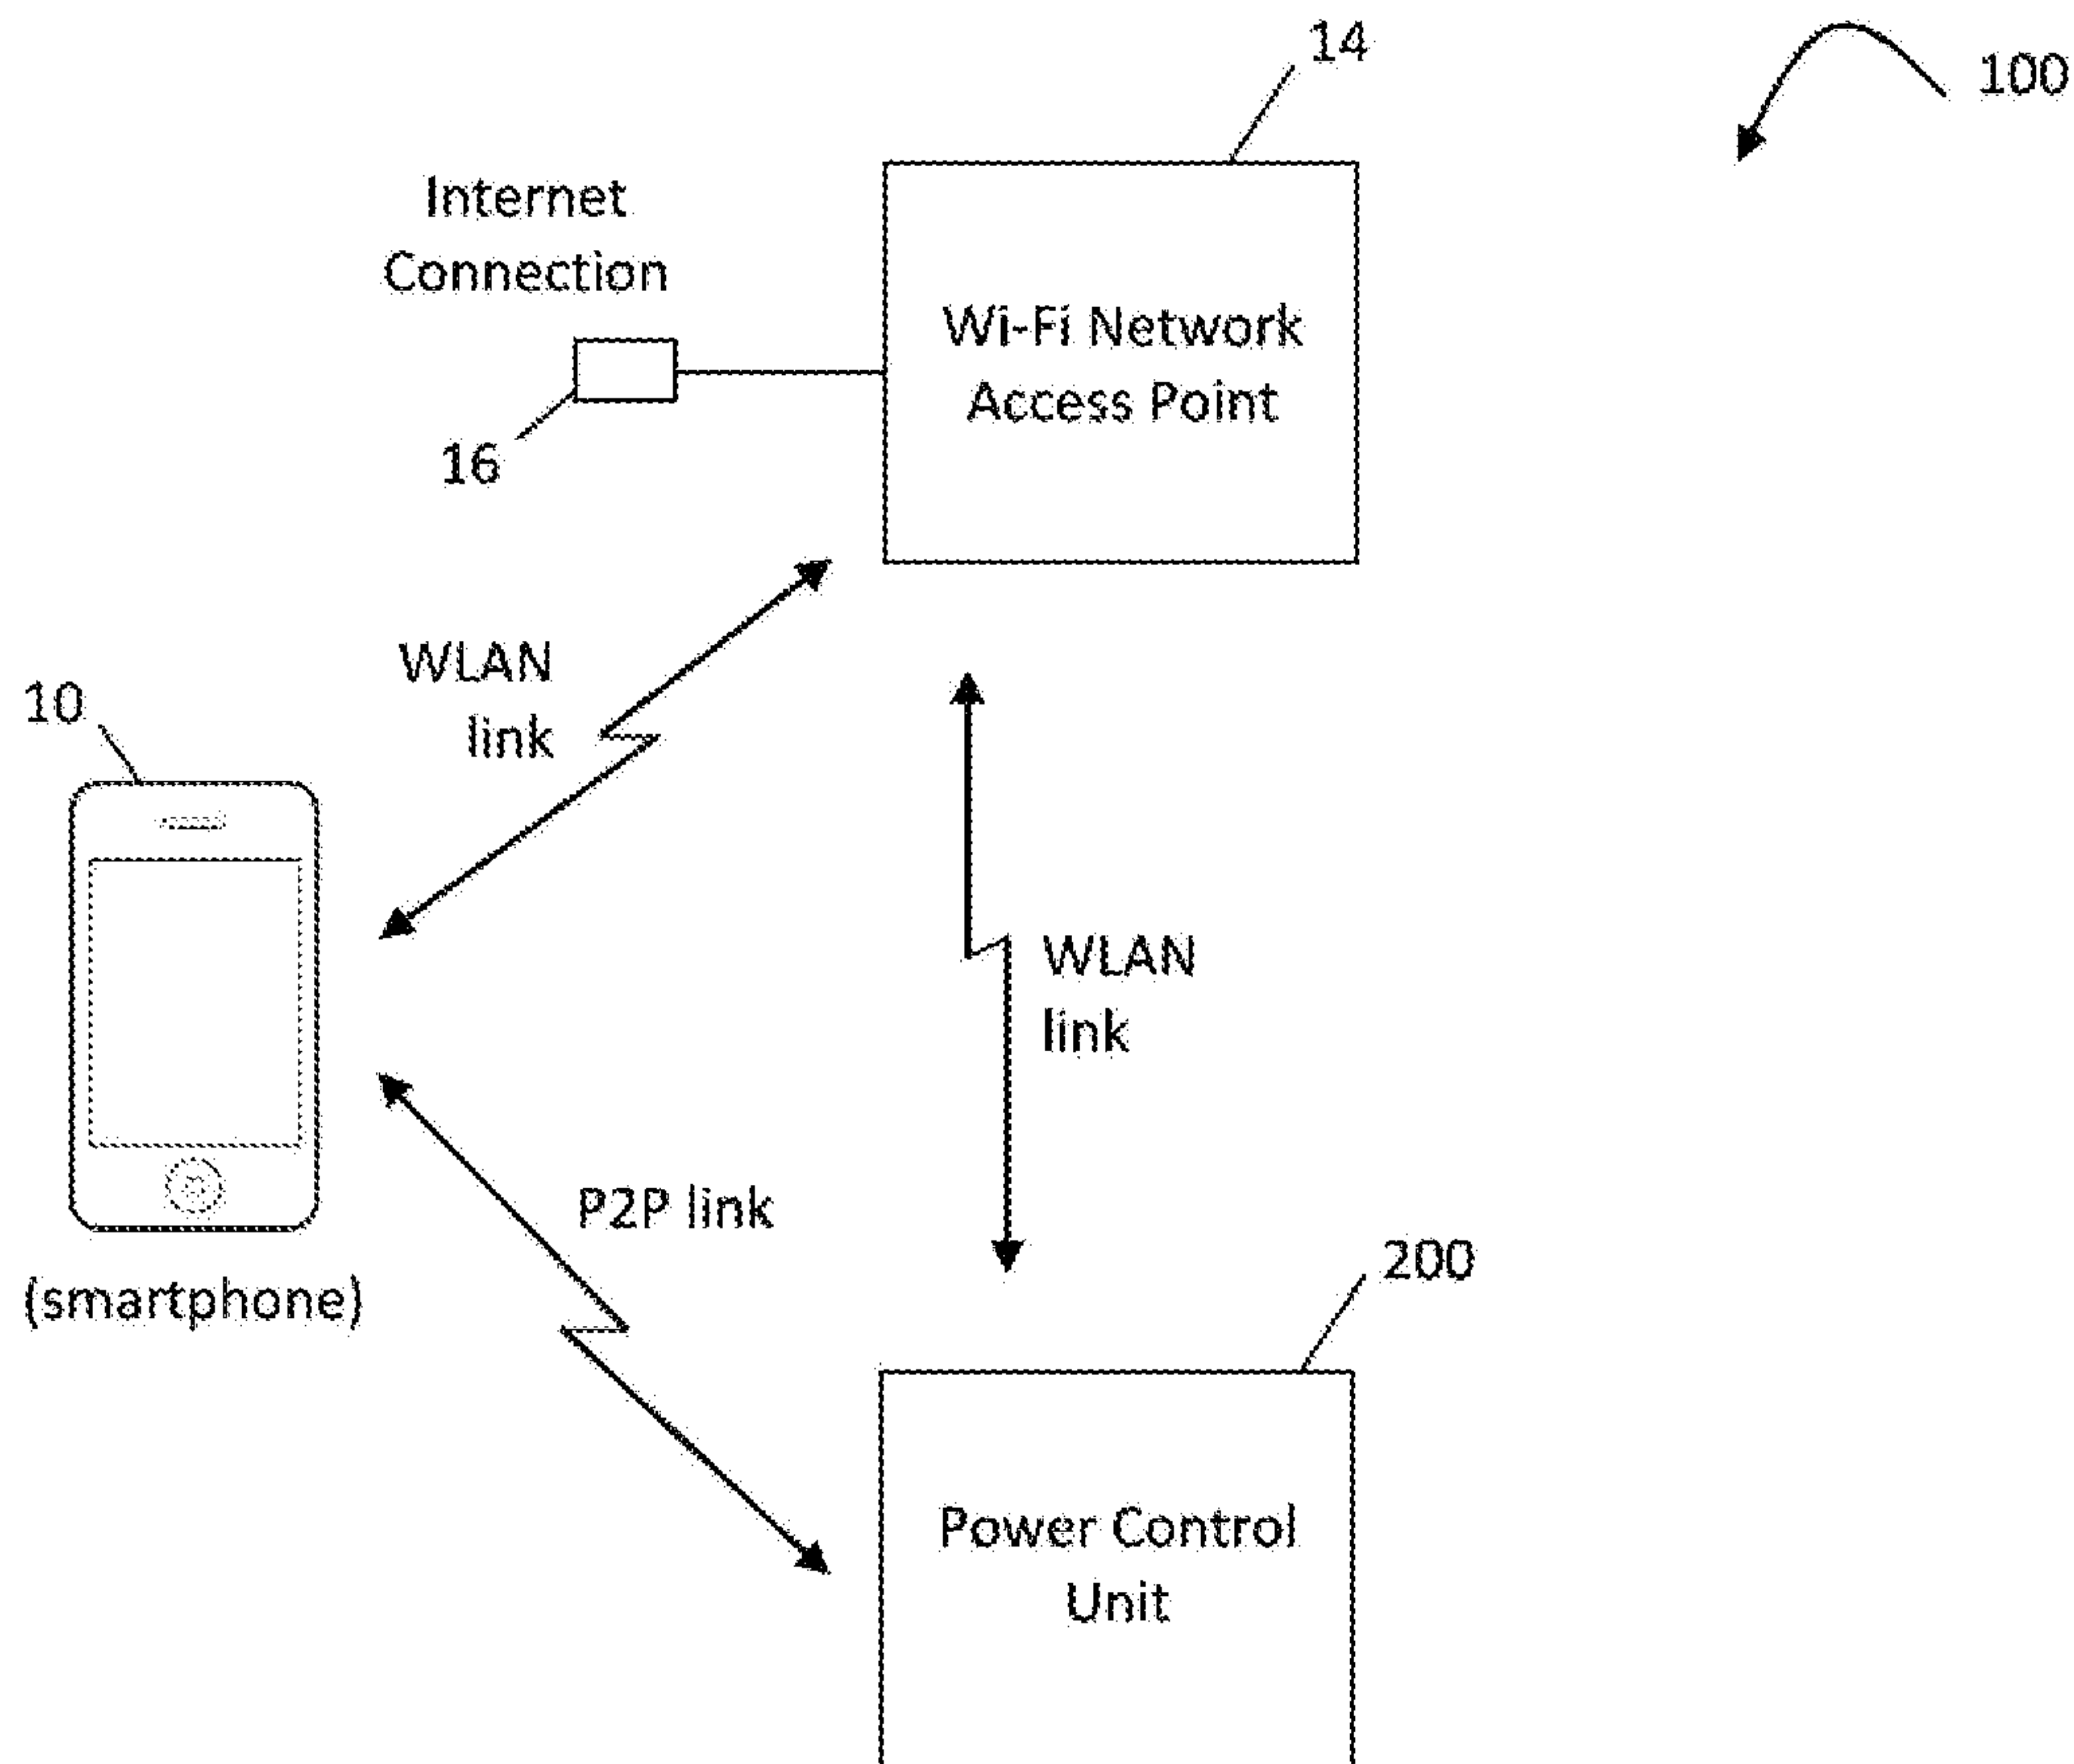 14
100
Internet
Connection
Wi-Fi Network
Access Point
16
WLAN
link
10
WLAN
link
P2P link
200
(smartphone)
Power Control
Unit